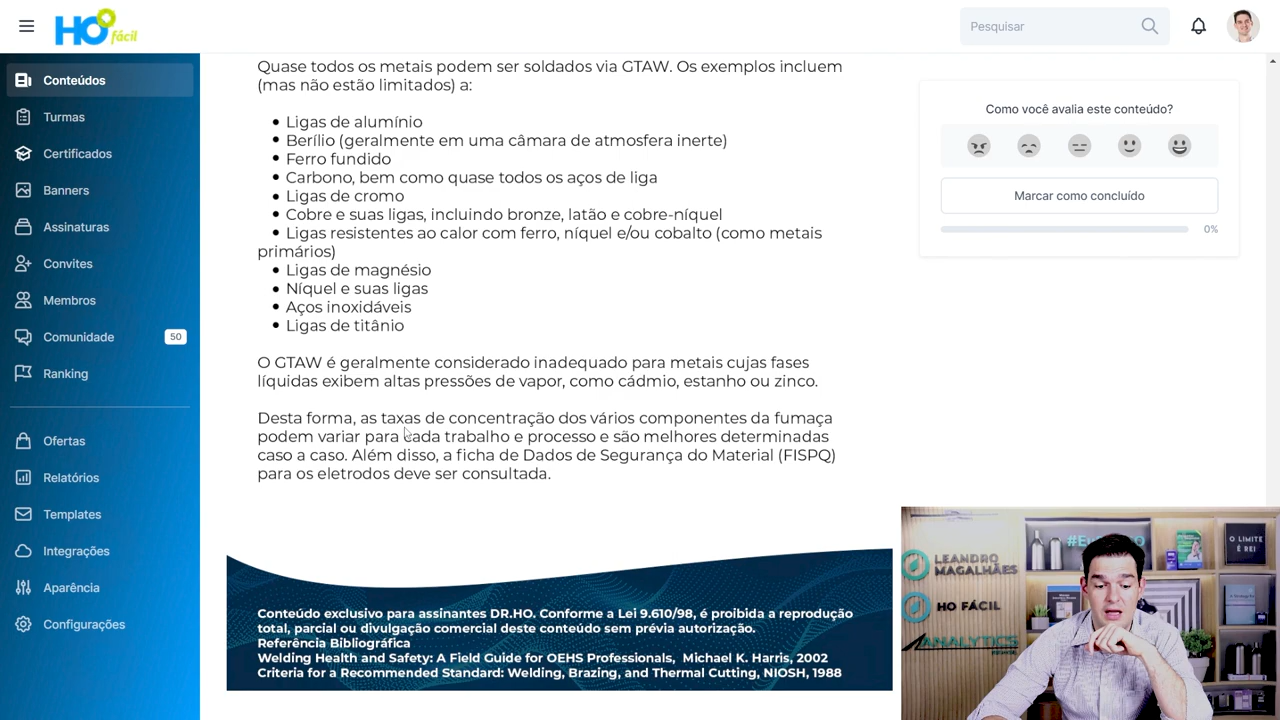 HO fácil
Pesquisar
Conteúdos
Turmas
Certificados
Banners
Assinaturas
Convites
Membros
Comunidade 50
Ranking
Ofertas
Relatórios
Templates
Integrações
Aparência
Configurações
Quase todos os metais podem ser soldados via GTAW. Os exemplos incluem
(mas não estão limitados) a:
• Ligas de alumínio
• Berílio (geralmente em uma câmara de atmosfera inerte)
• Ferro fundido
• Carbono, bem como quase todos os aços de liga
• Ligas de cromo
• Cobre e suas ligas, incluindo bronze, latão e cobre-níquel
• Ligas resistentes ao calor com ferro, níquel e/ou cobalto (como metais
primários)
• Ligas de magnésio
• Níquel e suas ligas
• Aços inoxidáveis
• Ligas de titânio
O GTAW é geralmente considerado inadequado para metais cujas fases
líquidas exibem altas pressões de vapor, como cádmio, estanho ou zinco.
Desta forma, as taxas de concentração dos vários componentes da fumaça
podem variar para cada trabalho e processo e são melhores determinadas
caso a caso. Além disso, a ficha de Dados de Segurança do Material (FISPQ)
para os eletrodos deve ser consultada.
Conteúdo exclusivo para assinantes DR.HO. Conforme a Lei 9.610/98, é proibida a reprodução
total, parcial ou divulgação comercial deste conteúdo sem prévia autorização.
Referência Bibliográfica
Welding Health and Safety: A Field Guide for OEHS Professionals, Michael K. Harris, 2002
Criteria for a Recommended Standard: Welding, Brazing, and Thermal Cutting, NIOSH, 1988
Como você avalia este conteúdo?
Marcar como concluído
0%
LEANDRO
MAGALHÃES
HO FÁCIL
ANALYTICS
O LIMITE
É REI